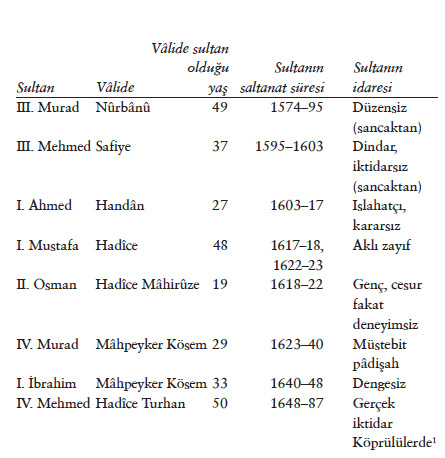 Vâlide sultan
olduğu Sultanın Sultanın
Sultan Vâlide yaş saltanat süresi idaresi
III. Murad Nûrbânû 49 1574–95 Düzensiz
(sancaktan)
III. Mehmed Safiye 37 1595–1603 Dindar,
iktidarsız
(sancaktan)
I. Ahmed Handân 27 1603–17 Islahatçı,
kararsız
I. Mustafa Hadîce 48 1617–18, Aklı zayıf
1622–23
II. Osman Hadîce Mâhirûze 19 1618–22 Genç, cesur
fakat
deneyimsiz
IV. Murad Mâhpeyker Kösem 29 1623–40 Müstebit
pâdişah
I. İbrahim Mâhpeyker Kösem 33 1640–48 Dengesiz
IV. Mehmed Hadîce Turhan 50 1648–87 Gerçek
iktidar
Köprülülerde¹